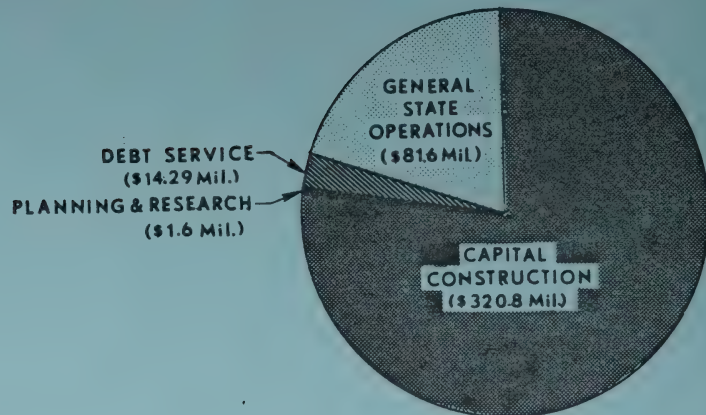 GENERAL
STATE
OPERATIONS
($81.6 Mil.)
DEBT SERVICE
($14.29 Mil.)
PLANNING & RESEARCH
($1.6 Mil.)
CAPITAL
CONSTRUCTION
($320.8 Mil.)